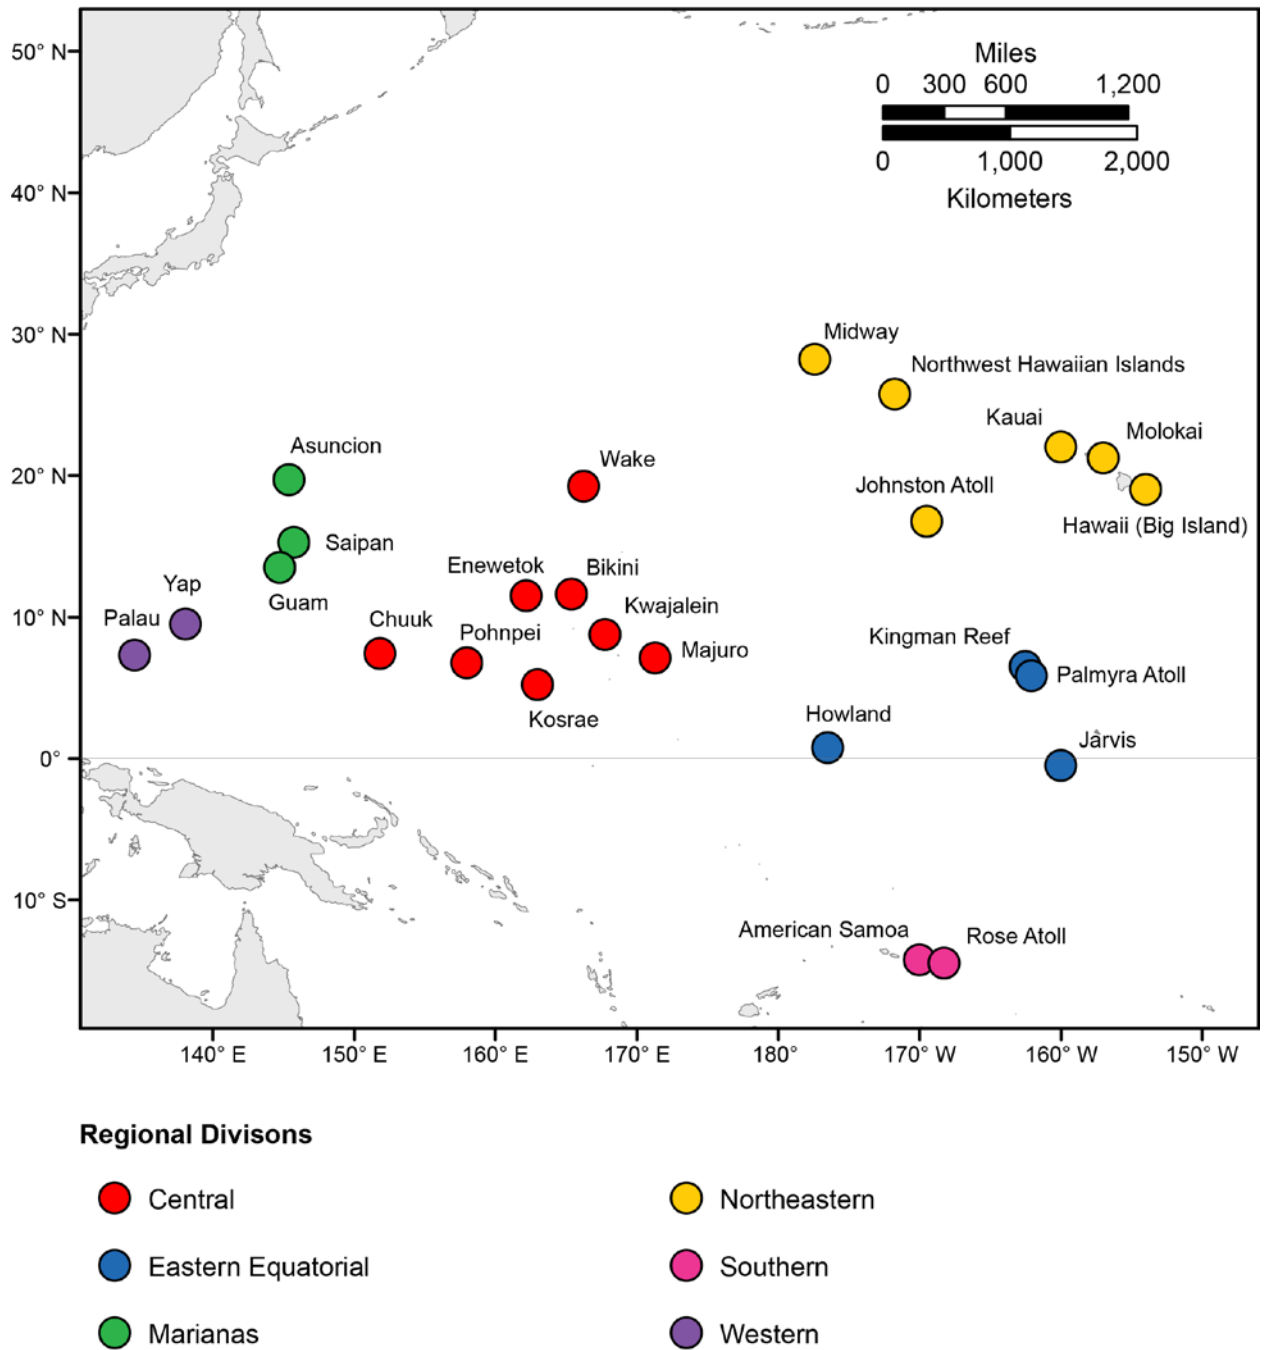 50° N
40° N
30° N
20° N
10° N
0°
10° S
Miles
0 300 600 1,200
0 1,000 2,000
Kilometers
Midway
Northwest Hawaiian Islands
Kauai
Molokai
Asuncion
Wake
Johnston Atoll
Hawaii (Big Island)
Saipan
Enewetok
Bikini
Yap
Guam
Kwajalein
Palau
Chuuk
Pohnpei
Kingman Reef
Majuro
Palmyra Atoll
Kosrae
Howland
Jarvis
American Samoa
Rose Atoll
140° E 150° E 160° E 170° E 180° 170° W 160° W 150° W
Regional Divisons
Central
Northeastern
Eastern Equatorial
Southern
Marianas
Western